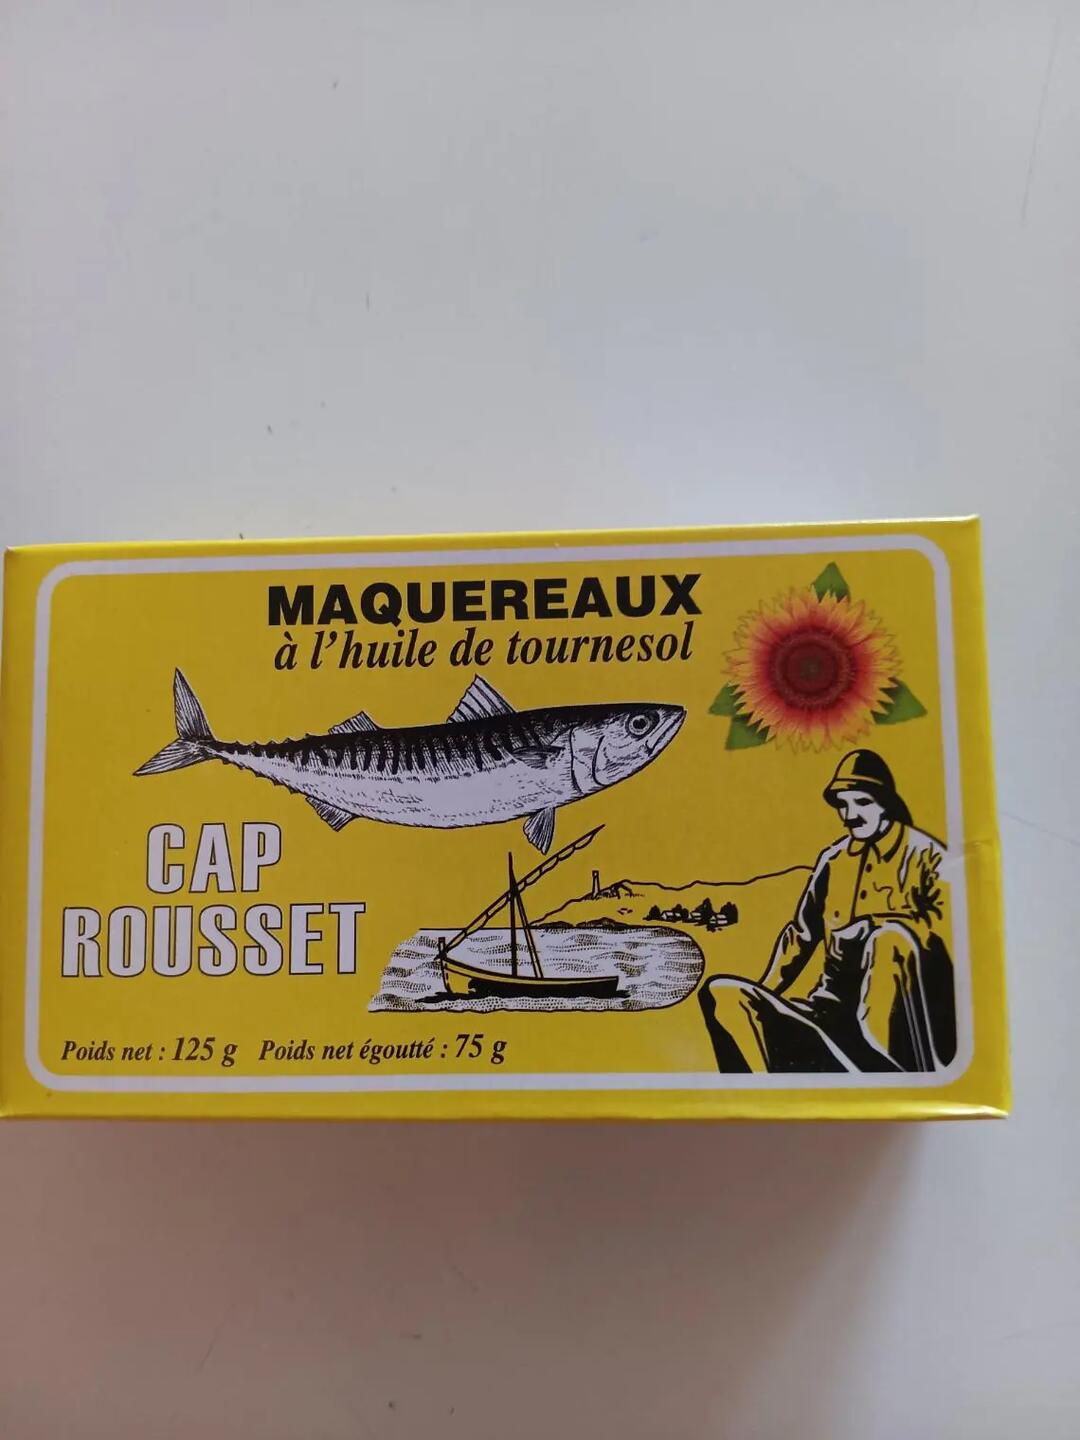 MAQUEREAUX
à l'huile de tournesol
CAP
ROUSSET
Poids net : 125 g Poids net égoutté : 75 g